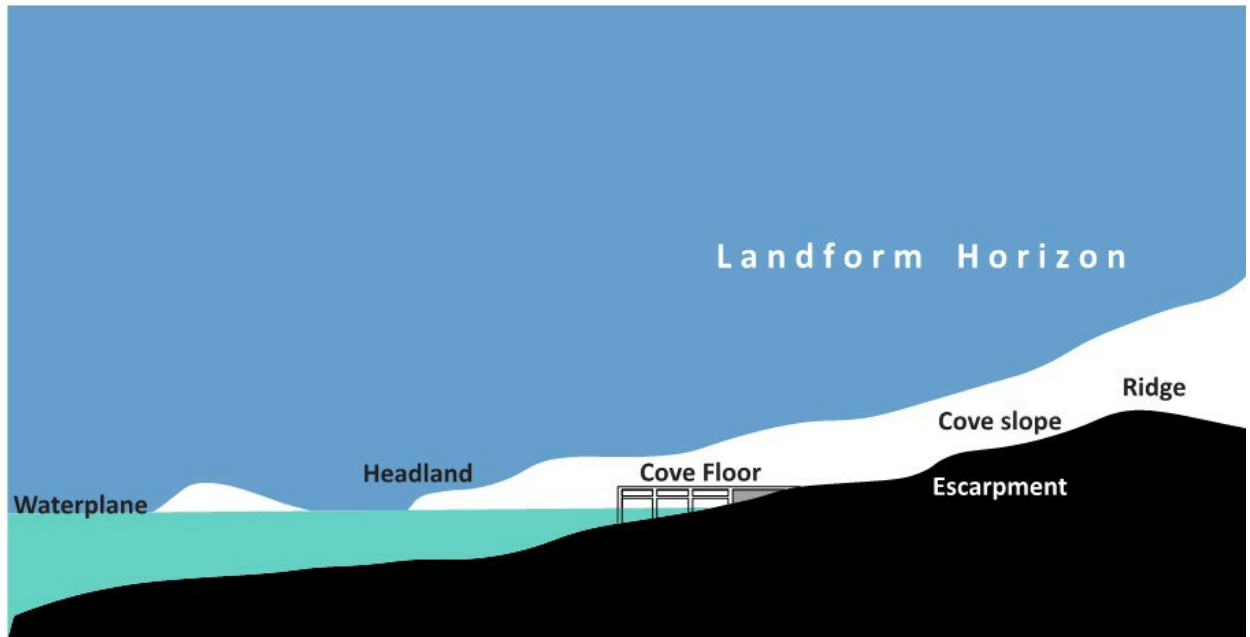 Landform Horizon
Ridge
Cove slope
Headland
Cove Floor
Escarpment
Waterplane